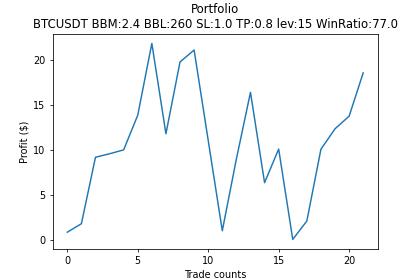 Portfolio
BTCUSDT BBM:2.4 BBL:260 SL:1.0 TP:0.8 lev:15 WinRatio:77.0
20
15
10
5
0
Profit ($)
0
5
10
15
20
Trade counts